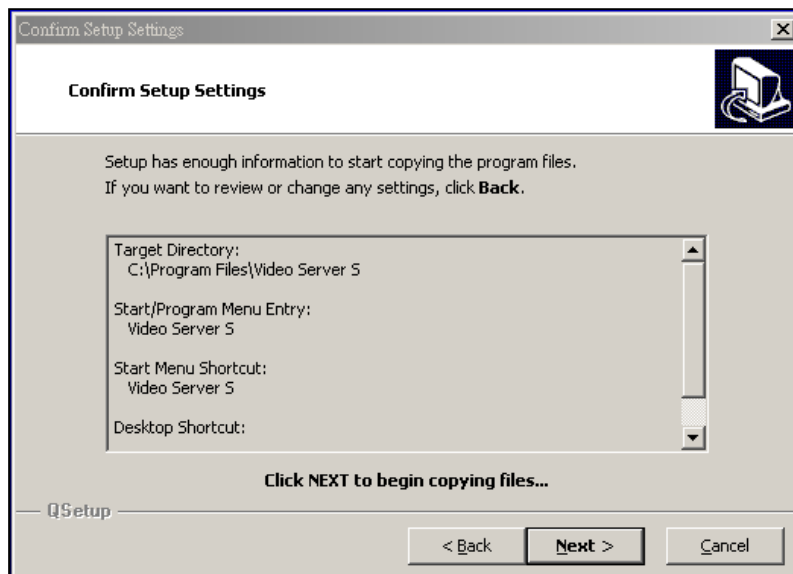 Confirm Setup Settings
Confirm Setup Settings
Setup has enough information to start copying the program files.
If you want to review or change any settings, click Back.
Target Directory:
C:\Program Files\Video Server S
Start/Program Menu Entry:
Video Server S
Start Menu Shortcut:
Video Server S
Desktop Shortcut:
Click NEXT to begin copying files...
QSetup
< Back
Next >
Cancel